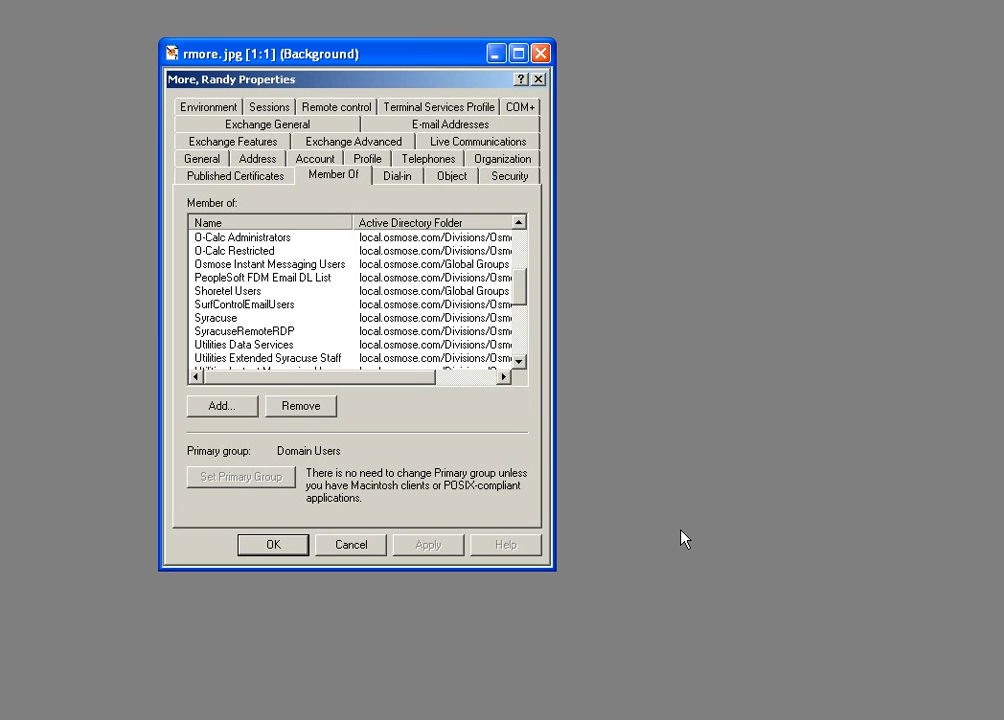 rmore.jpg [1:1] (Background)
More, Randy Properties
Environment Sessions Remote control Terminal Services Profile COM+
Exchange General E-mail Addresses
Exchange Features Exchange Advanced Live Communications
General Address Account Profile Telephones Organization
Published Certificates Member Of Dial-in Object Security
Member of:
Name Active Directory Folder
O-Calc Administrators local.osmose.com/Divisions/Osm
O-Calc Restricted local.osmose.com/Divisions/Osm
Osmose Instant Messaging Users local.osmose.com/Global Groups
PeopleSoft FDM Email DL List local.osmose.com/Divisions/Osm
Shoretel Users local.osmose.com/Global Groups
SurfControlEmailUsers local.osmose.com/Divisions/Osm
Syracuse local.osmose.com/Divisions/Osm
SyracuseRemoteRDP local.osmose.com/Divisions/Osm
Utilities Data Services local.osmose.com/Divisions/Osm
Utilities Extended Syracuse Staff local.osmose.com/Divisions/Osm
Add... Remove
Primary group: Domain Users
Set Primary Group There is no need to change Primary group unless
you have Macintosh clients or POSIX-compliant
applications.
OK Cancel Apply Help